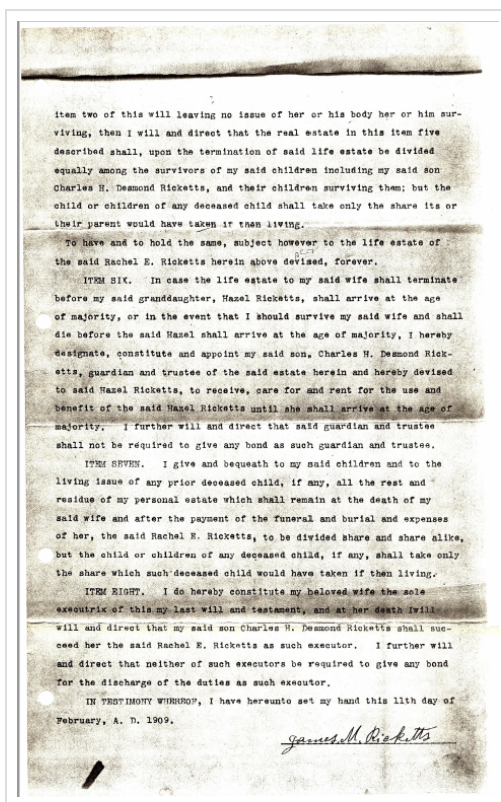 item two of this will leaving no issue of her or his body her or him sur-
viving, then I will and direct that the real estate in this item five
described shall, upon the termination of said life estate be divided
equally among the survivors of my said children including my said son
Charles H. Desmond Ricketts, and their children surviving them; but the
child or children of any deceased child shall take only the share its or
their parent would have taken if then living.
To have and to hold the same, subject however to the life estate of
the said Rachel E. Ricketts herein above devised, forever.
ITEM SIX. In case the life estate to my said wife shall terminate
before my said granddaughter, Hazel Ricketts, shall arrive at the age
of majority, or in the event that I should survive my said wife and shall
die before the said Hazel shall arrive at the age of majority, I hereby
designate, constitute and appoint my said son, Charles H. Desmond Rick-
etts, guardian and trustee of the said estate herein and hereby devised
to said Hazel Ricketts, to receive, care for and rent for the use and
benefit of the said Hazel Ricketts until she shall arrive at the age of
majority. I further will and direct that said guardian and trustee
shall not be required to give any bond as such guardian and trustee.
ITEM SEVEN. I give and bequeath to my said children and to the
living issue of any prior deceased child, if any, all the rest and
residue of my personal estate which shall remain at the death of my
said wife and after the payment of the funeral and burial and expenses
of her, the said Rachel E. Ricketts, to be divided share and share alike,
but the child or children of any deceased child, if any, shall take only
the share which such deceased child would have taken if then living.
ITEM EIGHT. I do hereby constitute my beloved wife the sole
executrix of this my last will and testament, and at her death Iwill
will and direct that my said son Charles H. Desmond Ricketts shall suc-
ceed her the said Rachel E. Ricketts as such executor. I further will
and direct that neither of such executors be required to give any bond
for the discharge of the duties as such executor.
IN TESTIMONY WHEREOF, I have hereunto set my hand this 11th day of
February, A. D. 1909.
James M. Ricketts